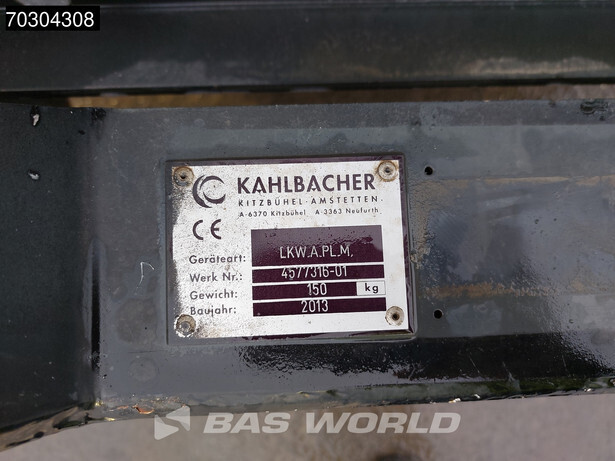 70304308
KAHLBACHER
KITZBÜHEL·AMSTETTEN
A-6370 Kitzbühel A-3363 Neufurth
CE
Geräteart: LKW.A.PL.M,
Werk Nr.: 4577316-01
Gewicht: 150 kg
Baujahr: 2013
BAS WORLD